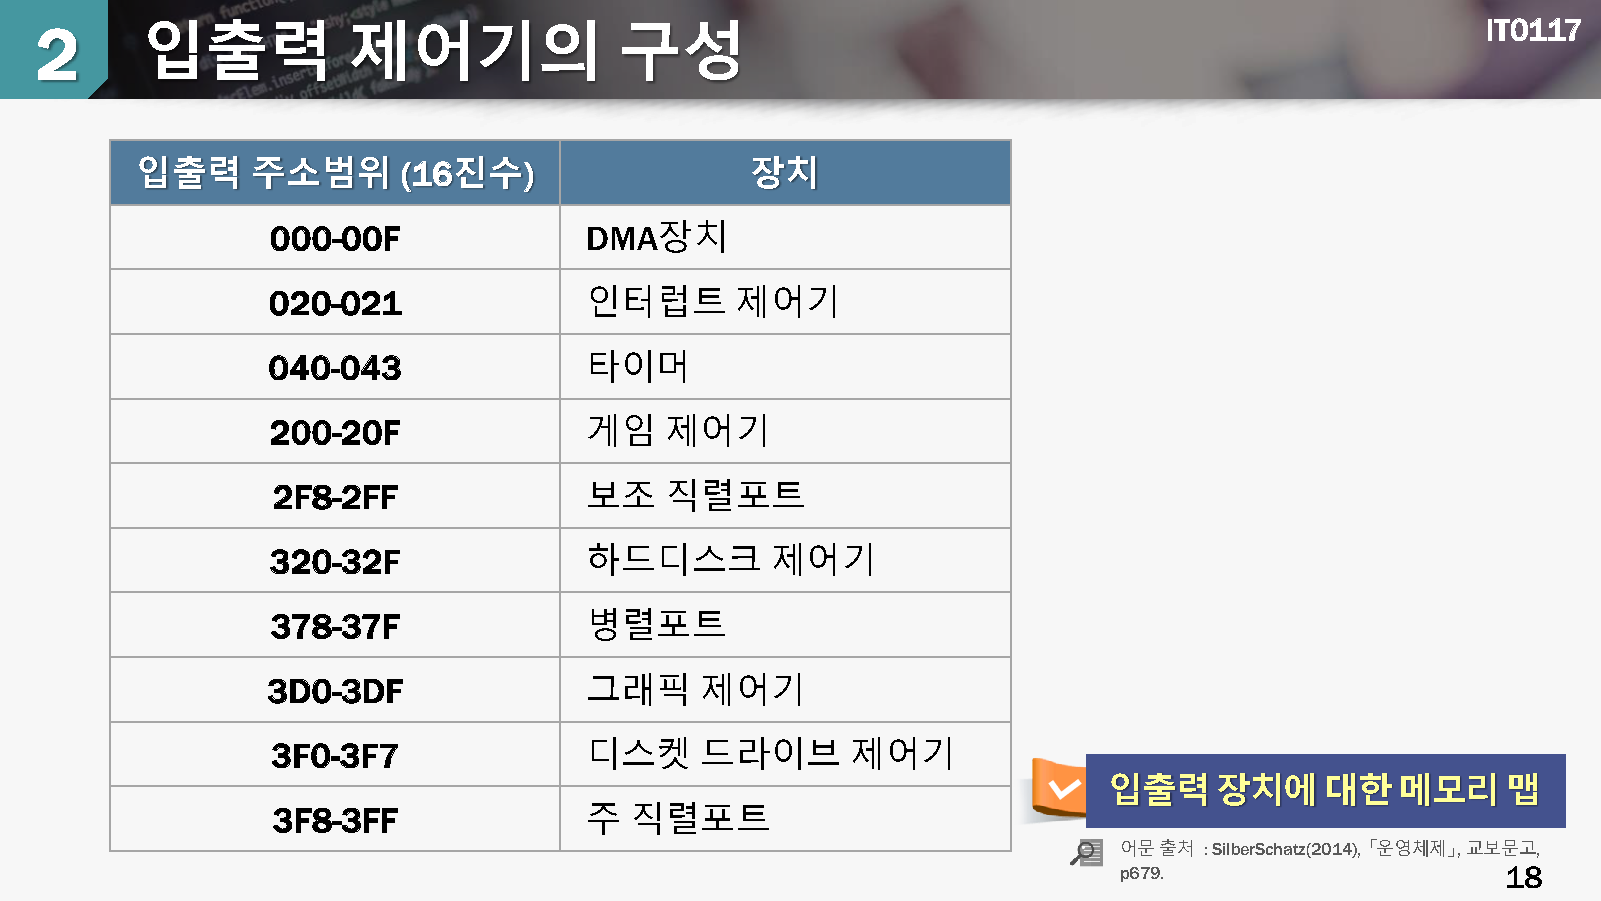 2 입출력 제어기의 구성
IT0117
입출력 주소범위 (16진수) 장치
000-00F DMA장치
020-021 인터럽트 제어기
040-043 타이머
200-20F 게임 제어기
2F8-2FF 보조 직렬포트
320-32F 하드디스크 제어기
378-37F 병렬포트
3D0-3DF 그래픽 제어기
3F0-3F7 디스켓 드라이브 제어기
3F8-3FF 주 직렬포트
입출력 장치에 대한 메모리 맵
어문 출처 : SilberSchatz(2014), 「운영체제」, 교보문고,
p679.
18